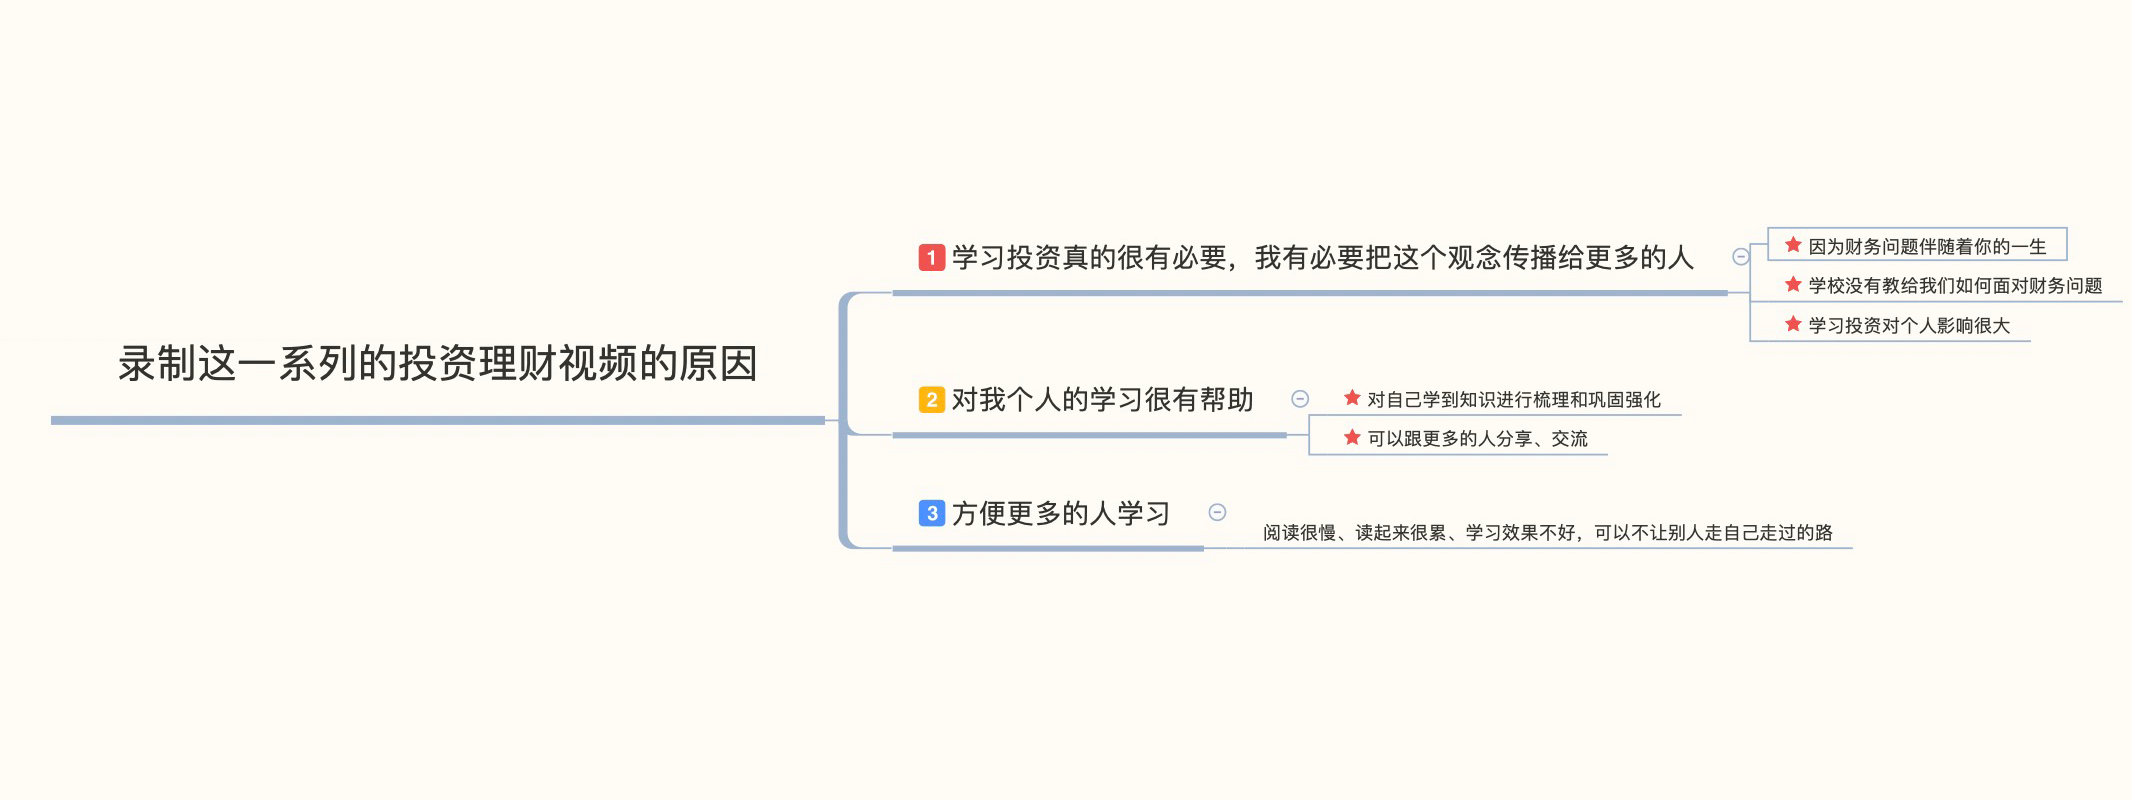 录制这一系列的投资理财视频的原因
1 学习投资真的很有必要，我有必要把这个观念传播给更多的人
因为财务问题伴随着你的一生
学校没有教给我们如何面对财务问题
学习投资对个人影响很大
2 对我个人的学习很有帮助
对自己学到知识进行梳理和巩固强化
可以跟更多的人分享、交流
3 方便更多的人学习
阅读很慢、读起来很累、学习效果不好，可以不让别人走自己走过的路